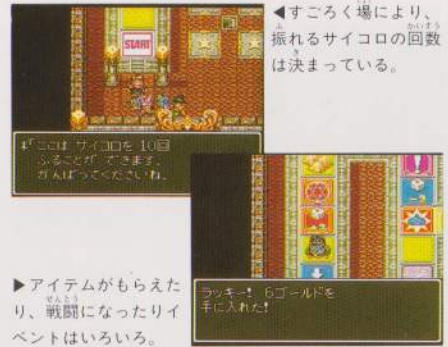 ◀すごろく場により、
振れるサイコロの回数
は決まっている。
START
*「ここは サイコロを 10回
ふることが できます。
がんばってくださいね。
▶アイテムがもらえた
り、戦闘になったりイ
ベントはいろいろ。
ラッキー! 6ゴールドを
手に入れた!